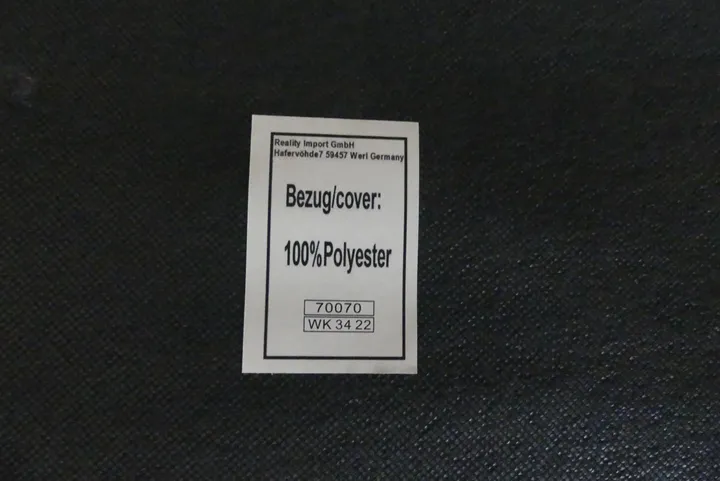 Reality Import GmbH
Hafervöhde7 59457 Werl Germany
Bezug/cover:
100%Polyester
70070
WK 34 22